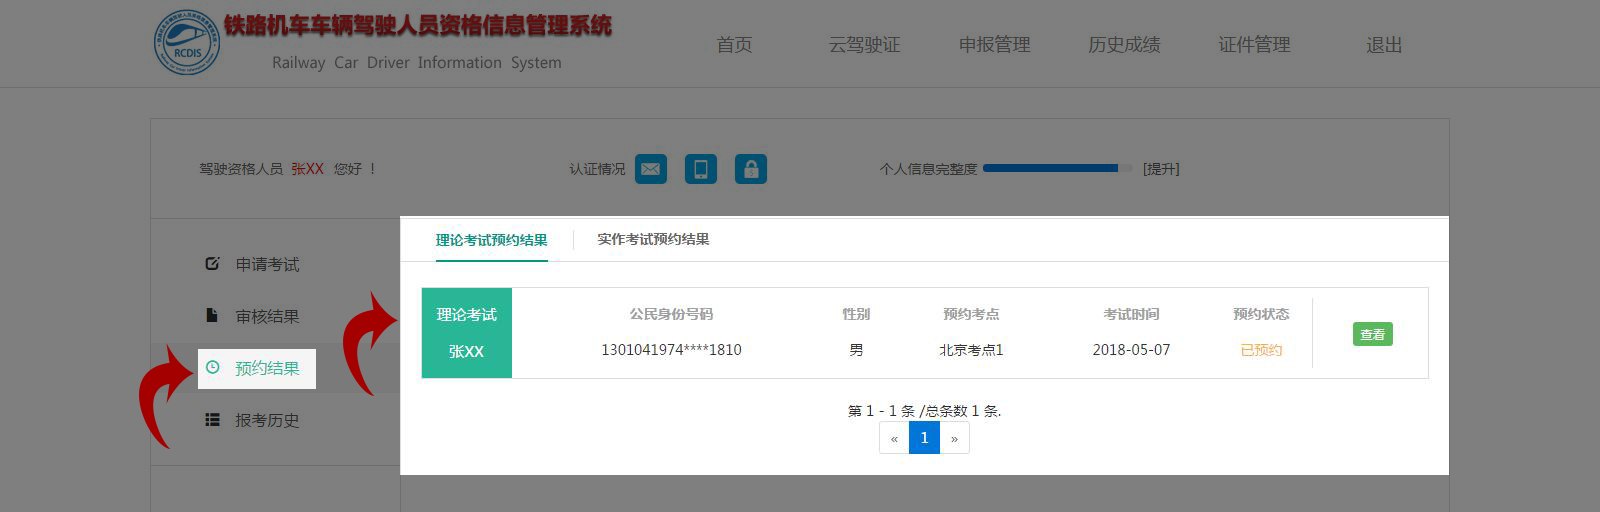 铁路机车车辆驾驶人员资格信息管理系统
RCDIS
Railway Car Driver Information System
首页 云驾驶证 申报管理 历史成绩 证件管理 退出
驾驶资格人员 张XX 您好 ！ 认证情况 个人信息完整度 [提升]
理论考试预约结果 实作考试预约结果
申请考试
审核结果
预约结果
报考历史
理论考试 公民身份号码 性别 预约考点 考试时间 预约状态
张XX 1301041974****1810 男 北京考点1 2018-05-07 已预约
查看
第 1 - 1 条 /总条数 1 条.
« 1 »